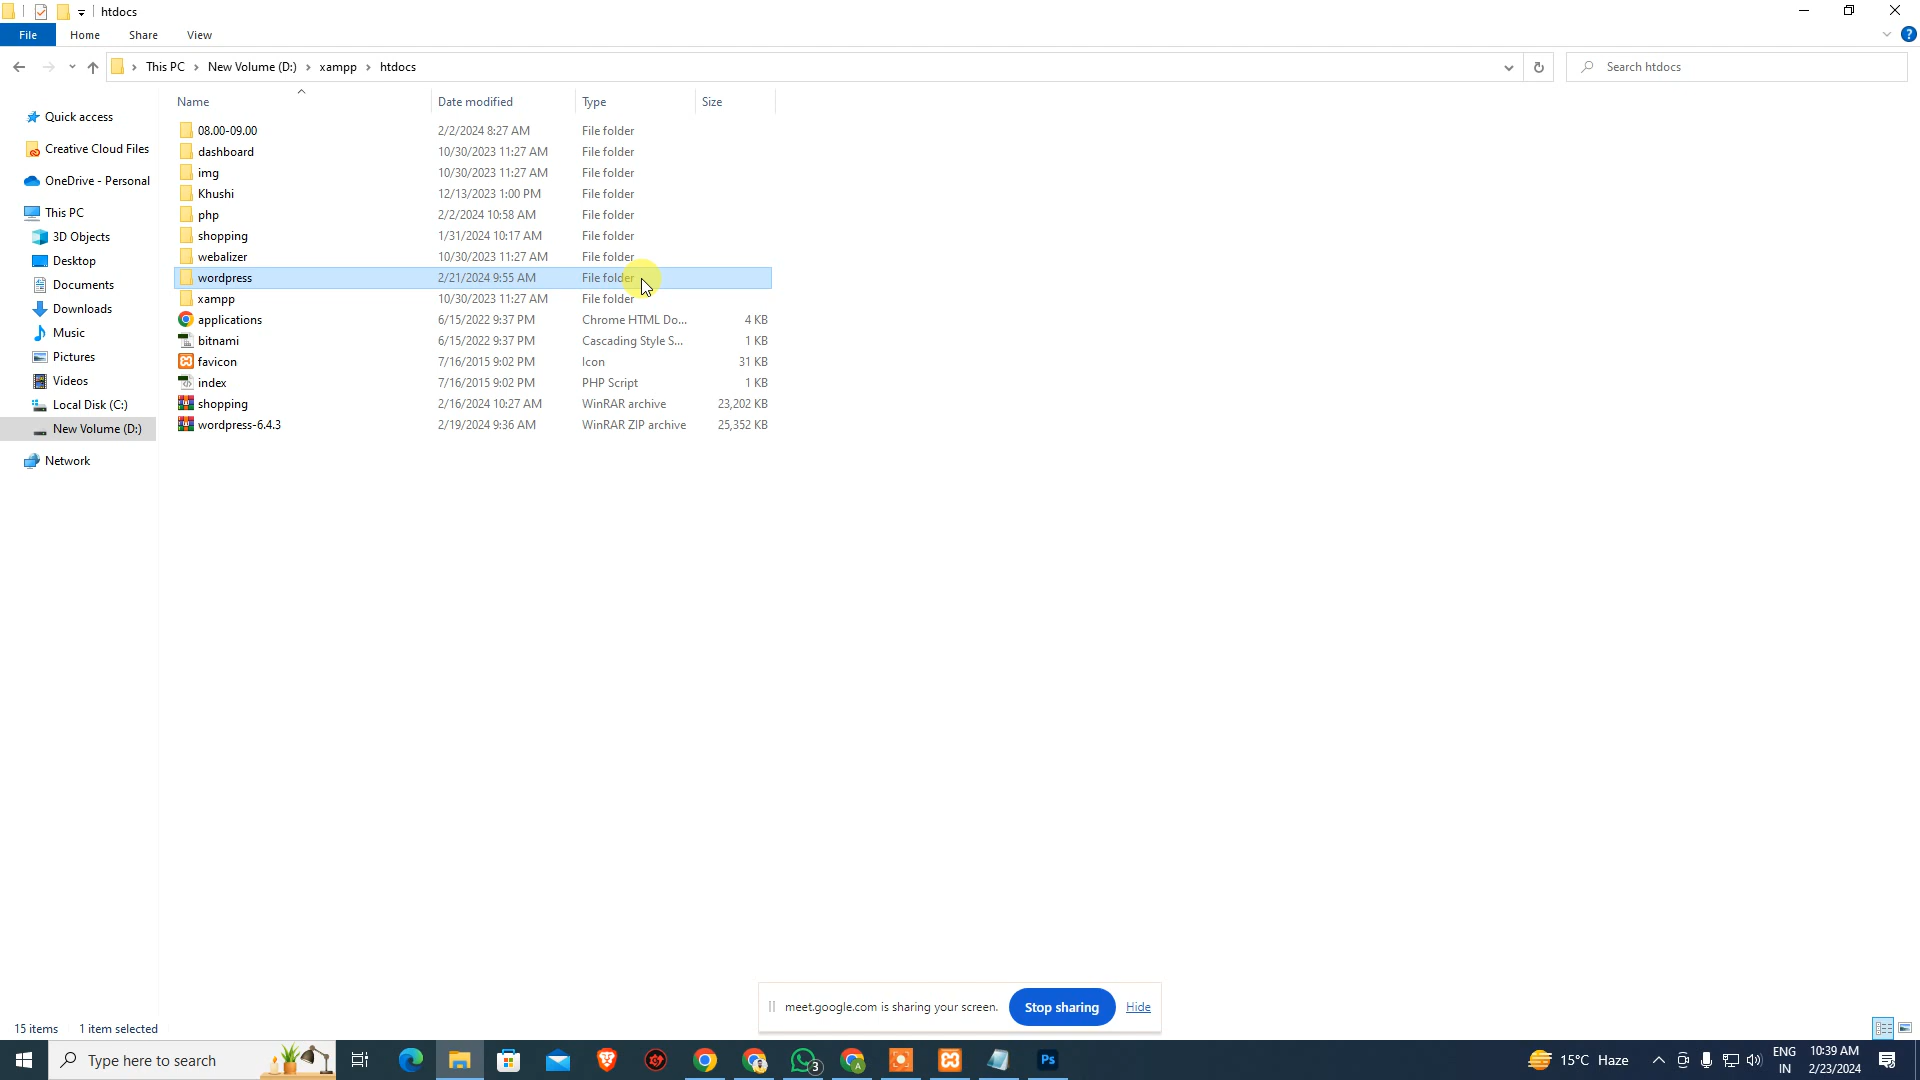 htdocs
File Home Share View
This PC New Volume (D:) xampp htdocs Search htdocs
Name Date modified Type Size
Quick access
Creative Cloud Files
OneDrive - Personal
This PC
3D Objects
Desktop
Documents
Downloads
Music
Pictures
Videos
Local Disk (C:)
New Volume (D:)
Network
08.00-09.00 2/2/2024 8:27 AM File folder
dashboard 10/30/2023 11:27 AM File folder
img 10/30/2023 11:27 AM File folder
Khushi 12/13/2023 1:00 PM File folder
php 2/2/2024 10:58 AM File folder
shopping 1/31/2024 10:17 AM File folder
webalizer 10/30/2023 11:27 AM File folder
wordpress 2/21/2024 9:55 AM File folder
xampp 10/30/2023 11:27 AM File folder
applications 6/15/2022 9:37 PM Chrome HTML Do... 4 KB
bitnami 6/15/2022 9:37 PM Cascading Style S... 1 KB
favicon 7/16/2015 9:02 PM Icon 31 KB
index 7/16/2015 9:02 PM PHP Script 1 KB
shopping 2/16/2024 10:27 AM WinRAR archive 23,202 KB
wordpress-6.4.3 2/19/2024 9:36 AM WinRAR ZIP archive 25,352 KB
meet.google.com is sharing your screen. Stop sharing Hide
15 items 1 item selected
Type here to search
3
A
Ps
15°C Haze
ENG
IN
10:39 AM
2/23/2024